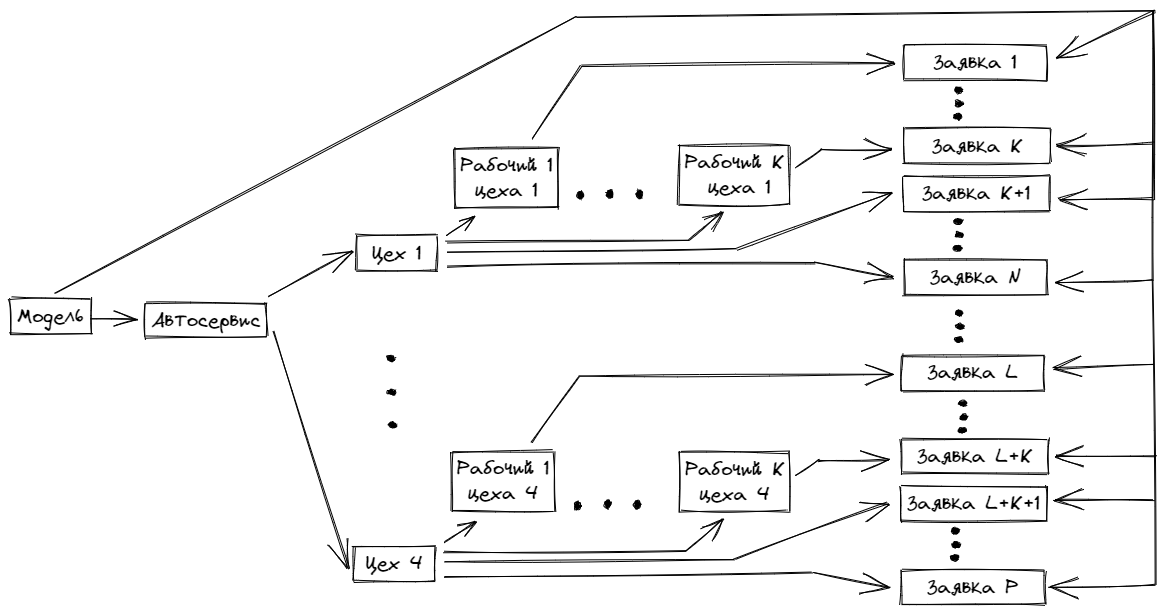 Заявка 1
Заявка К
Рабочий 1
цеха 1
Рабочий К
цеха 1
Заявка К+1
Цех 1
Заявка N
Модель
Автосервис
Заявка L
Рабочий 1
цеха 4
Рабочий К
цеха 4
Заявка L+К
Заявка L+К+1
Цех 4
Заявка Р